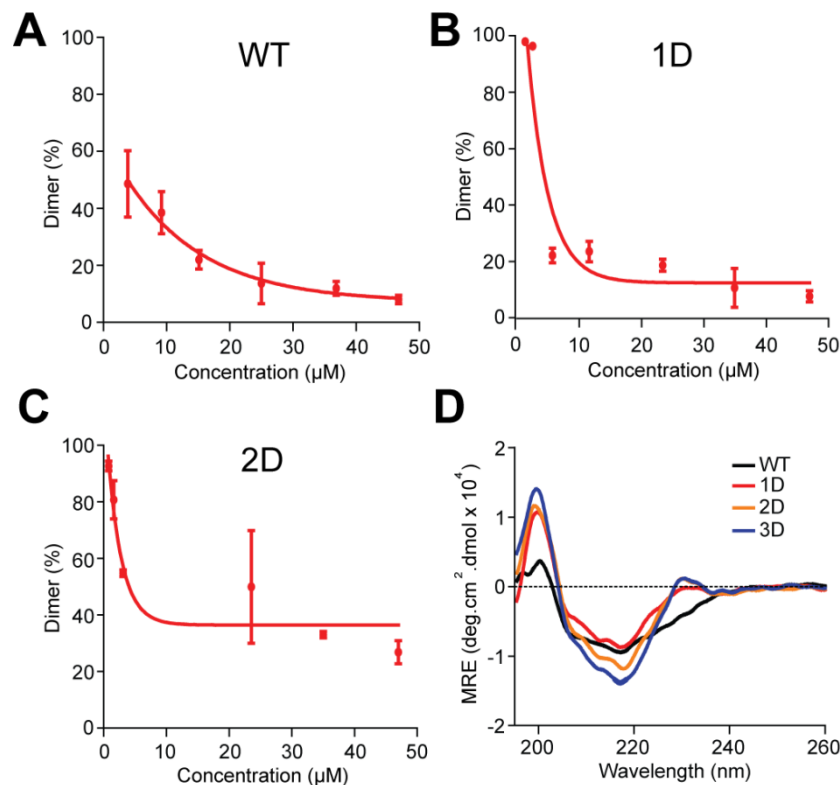 A
WT
100
80
60
40
20
0
Dimer (%)
0 10 20 30 40 50
Concentration (µM)
B
1D
100
80
60
40
20
0
Dimer (%)
0 10 20 30 40 50
Concentration (µM)
C
2D
100
80
60
40
20
0
Dimer (%)
0 10 20 30 40 50
Concentration (µM)
D
2
1
0
-1
-2
MRE (deg.cm².dmol x 10⁴)
WT
1D
2D
3D
200 220 240 260
Wavelength (nm)